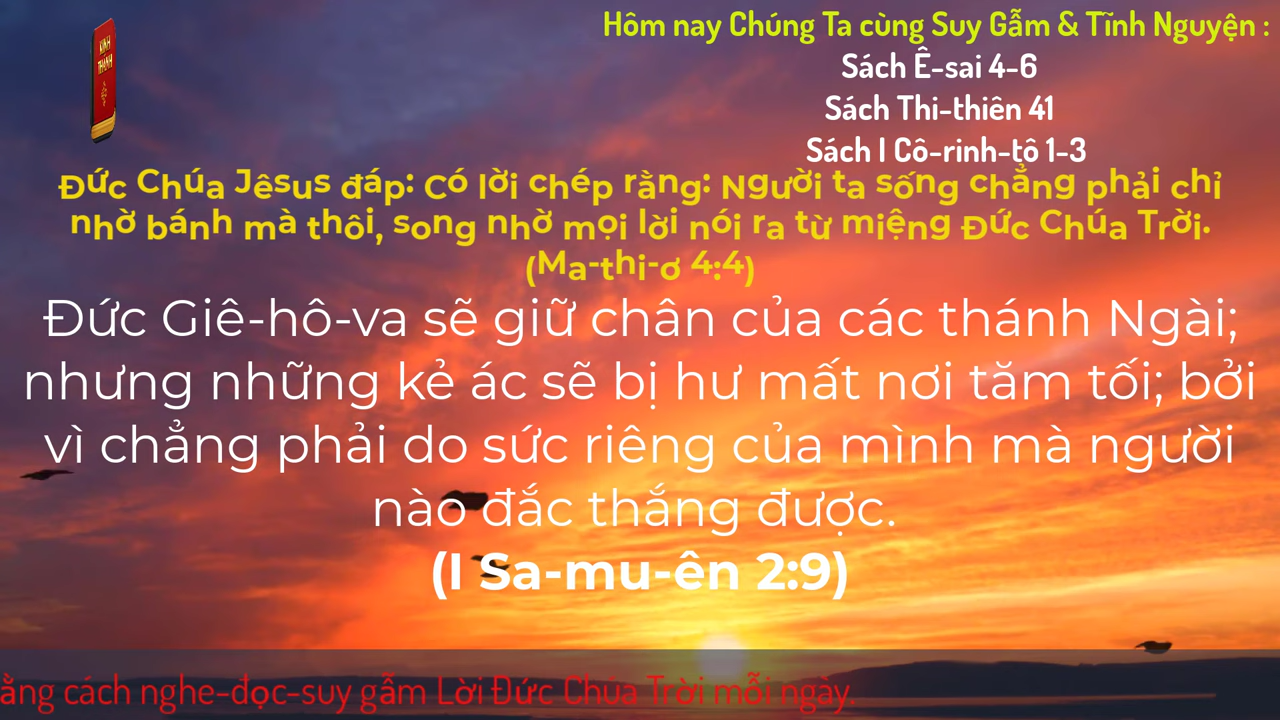 KINH
THÁNH
Hôm nay Chúng Ta cùng Suy Gẫm & Tĩnh Nguyện :
Sách Ê-sai 4-6
Sách Thi-thiên 41
Sách I Cô-rinh-tô 1-3
Đức Chúa Jêsus đáp: Có lời chép rằng: Người ta sống chẳng phải chỉ
nhờ bánh mà thôi, song nhờ mọi lời nói ra từ miệng Đức Chúa Trời.
(Ma-thi-ơ 4:4)
Đức Giê-hô-va sẽ giữ chân của các thánh Ngài;
nhưng những kẻ ác sẽ bị hư mất nơi tăm tối; bởi
vì chẳng phải do sức riêng của mình mà người
nào đắc thắng được.
(I Sa-mu-ên 2:9)
ằng cách nghe-đọc-suy gẫm Lời Đức Chúa Trời mỗi ngày.